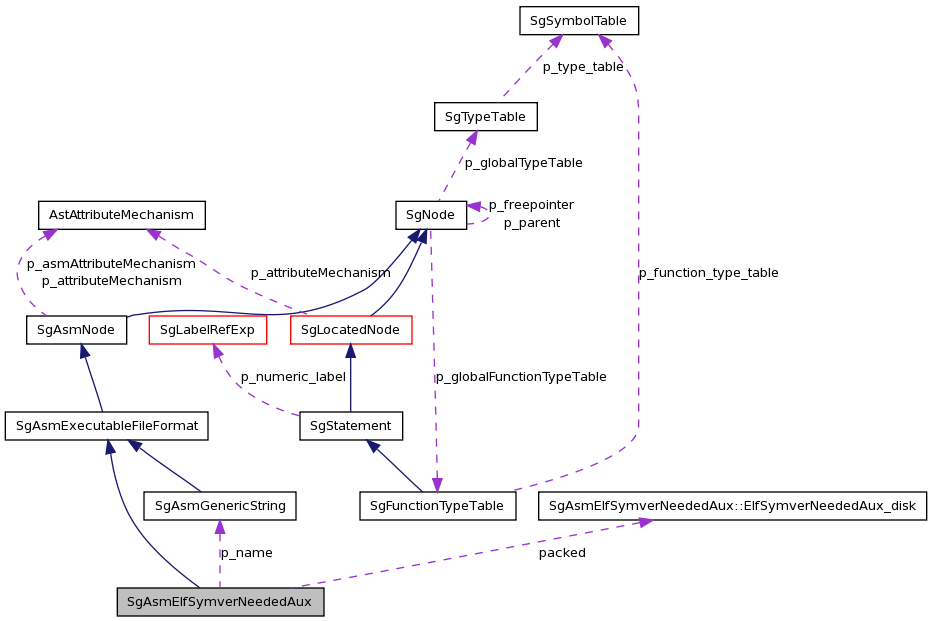 SgSymbolTable
p_type_table
SgTypeTable
p_globalTypeTable
AstAttributeMechanism
SgNode
p_freepointer
p_parent
p_asmAttributeMechanism
p_attributeMechanism
p_attributeMechanism
p_function_type_table
SgAsmNode
SgLabelRefExp
SgLocatedNode
p_numeric_label
p_globalFunctionTypeTable
SgAsmExecutableFileFormat
SgStatement
SgAsmGenericString
SgFunctionTypeTable
SgAsmElfSymverNeededAux::ElfSymverNeededAux_disk
p_name
packed
SgAsmElfSymverNeededAux